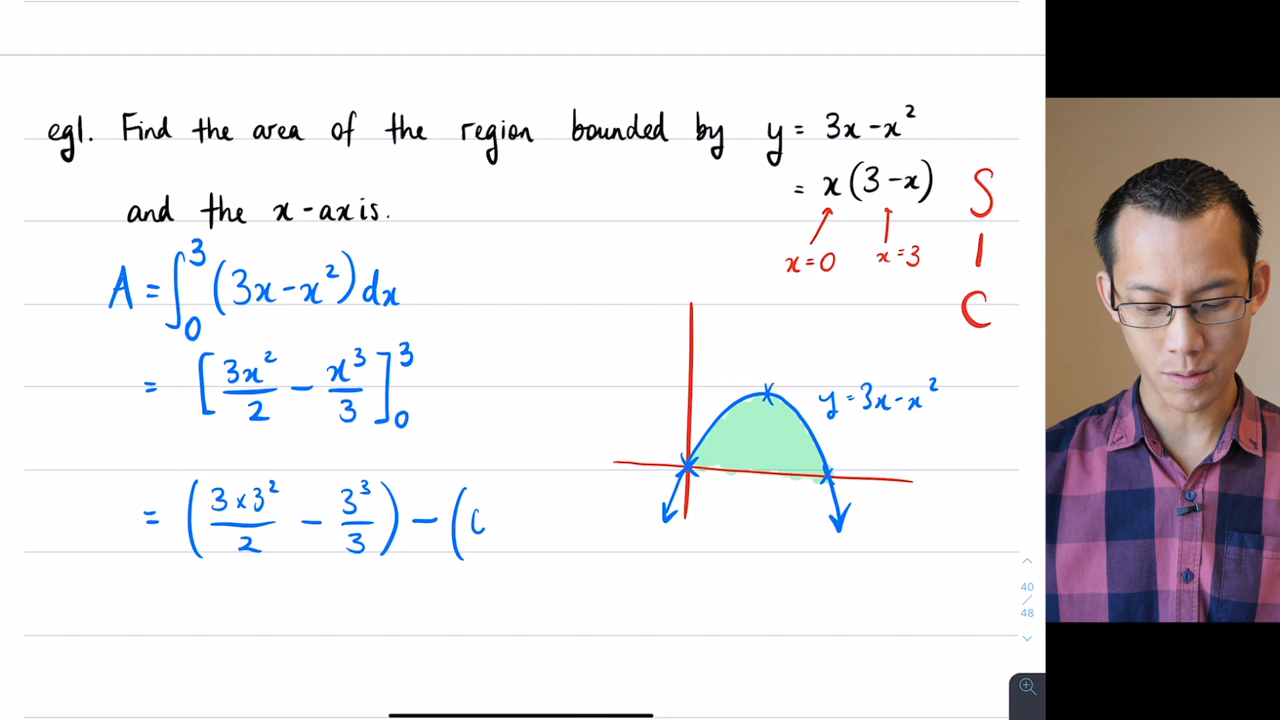 eg1. Find the area of the region bounded by y = 3x - x²
= x(3 - x)
x=0
x=3
S
I
C
and the x-axis.
A = ∫₀³ (3x - x²) dx
= [3x²/2 - x³/3]₀³
y = 3x - x²
= (3×3²/2 - 3³/3) - (
40
/
48